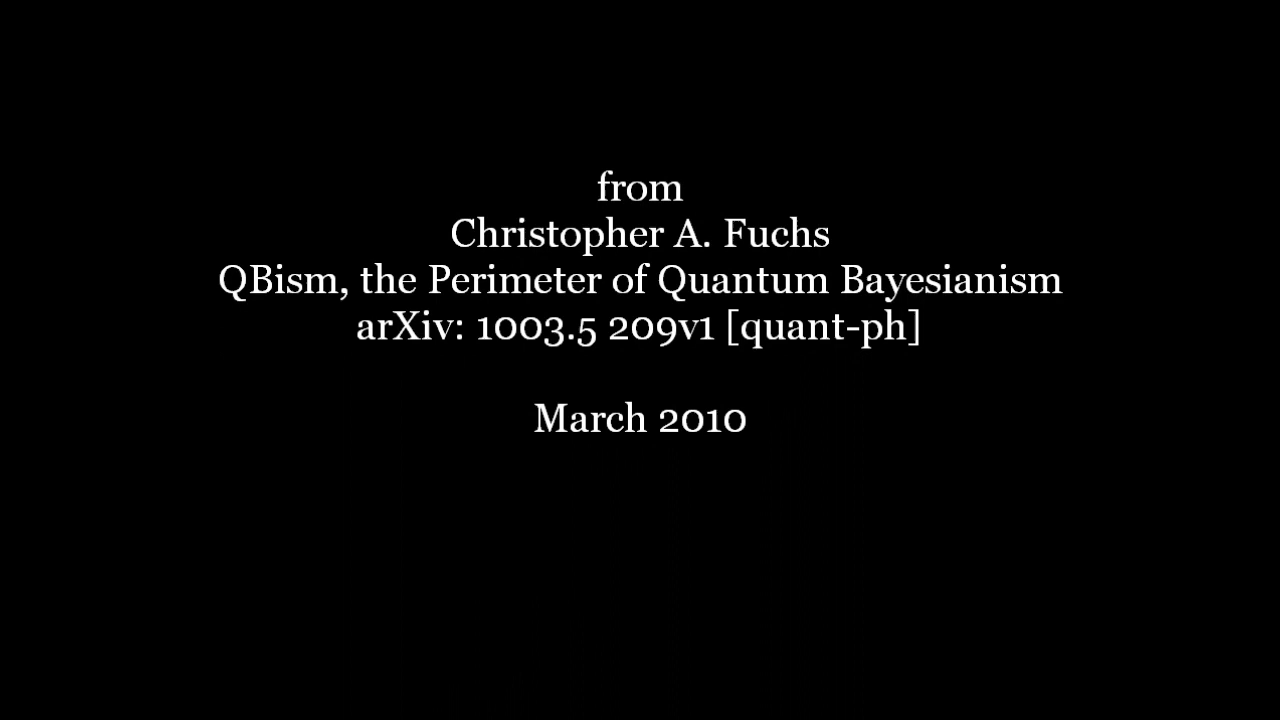 from
Christopher A. Fuchs
QBism, the Perimeter of Quantum Bayesianism
arXiv: 1003.5 209v1 [quant-ph]
March 2010